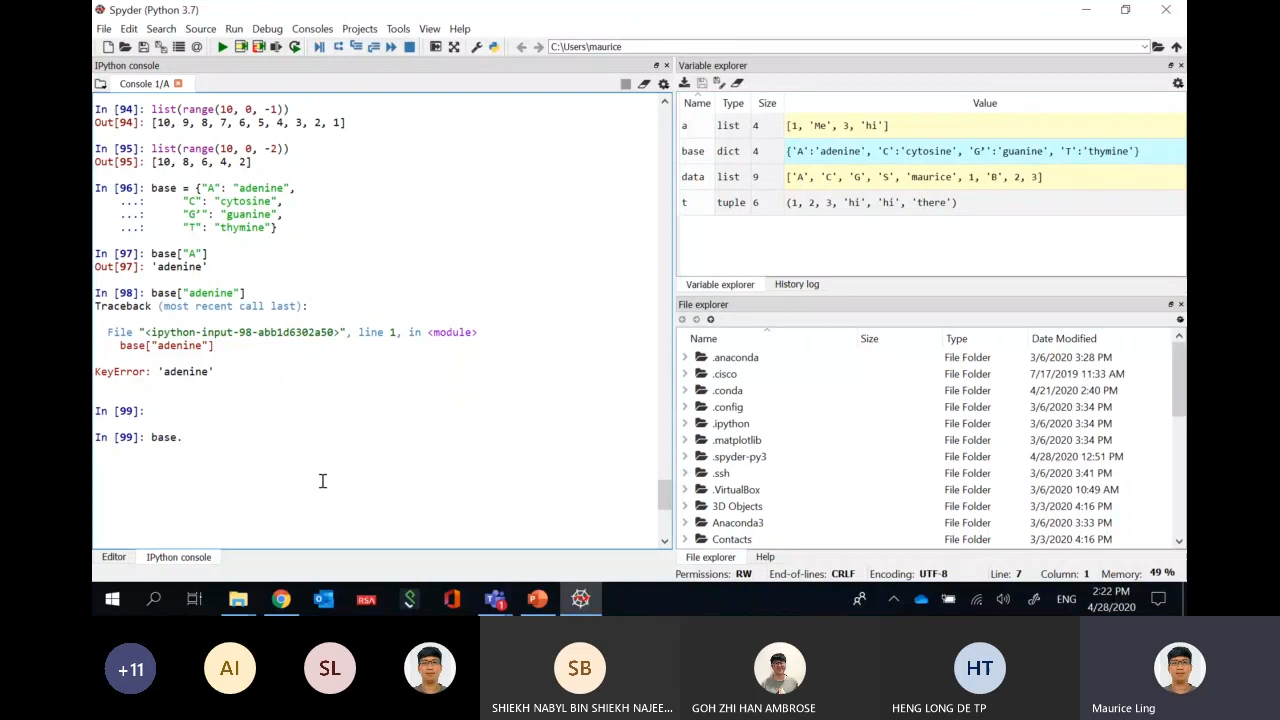 Spyder (Python 3.7)
File Edit Search Source Run Debug Consoles Projects Tools View Help
C:\Users\maurice
IPython console
Console 1/A
In [94]: list(range(10, 0, -1))
Out[94]: [10, 9, 8, 7, 6, 5, 4, 3, 2, 1]
In [95]: list(range(10, 0, -2))
Out[95]: [10, 8, 6, 4, 2]
In [96]: base = {"A": "adenine",
...: "C": "cytosine",
...: "G’": "guanine",
...: "T": "thymine"}
In [97]: base["A"]
Out[97]: 'adenine'
In [98]: base["adenine"]
Traceback (most recent call last):
File "<ipython-input-98-abb1d6302a50>", line 1, in <module>
base["adenine"]
KeyError: 'adenine'
In [99]:
In [99]: base.
Editor IPython console
Variable explorer
Name Type Size Value
a list 4 [1, 'Me', 3, 'hi']
base dict 4 {'A':'adenine', 'C':'cytosine', 'G’':'guanine', 'T':'thymine'}
data list 9 ['A', 'C', 'G', 'S', 'maurice', 1, 'B', 2, 3]
t tuple 6 (1, 2, 3, 'hi', 'hi', 'there')
Variable explorer History log
File explorer
Name Size Type Date Modified
.anaconda File Folder 3/6/2020 3:28 PM
.cisco File Folder 7/17/2019 11:33 AM
.conda File Folder 4/21/2020 2:40 PM
.config File Folder 3/6/2020 3:34 PM
.ipython File Folder 3/6/2020 3:34 PM
.matplotlib File Folder 3/6/2020 3:34 PM
.spyder-py3 File Folder 4/28/2020 12:51 PM
.ssh File Folder 3/6/2020 3:41 PM
.VirtualBox File Folder 3/6/2020 10:49 AM
3D Objects File Folder 3/3/2020 4:16 PM
Anaconda3 File Folder 3/6/2020 3:33 PM
Contacts File Folder 3/3/2020 4:16 PM
File explorer Help
Permissions: RW End-of-lines: CRLF Encoding: UTF-8 Line: 7 Column: 1 Memory: 49 %
RSA
1
ENG
2:22 PM
4/28/2020
+11
AI
SL
SB
HT
SHIEKH NABYL BIN SHIEKH NAJEE...
GOH ZHI HAN AMBROSE
HENG LONG DE TP
Maurice Ling